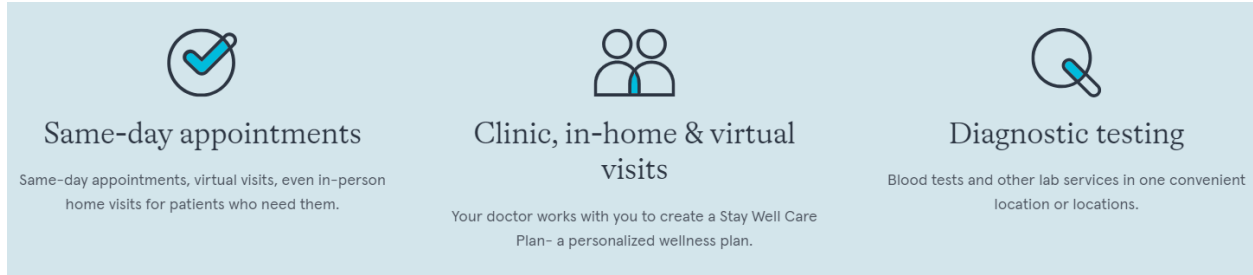 Same-day appointments
Same-day appointments, virtual visits, even in-person
home visits for patients who need them.
Clinic, in-home & virtual
visits
Your doctor works with you to create a Stay Well Care
Plan- a personalized wellness plan.
Diagnostic testing
Blood tests and other lab services in one convenient
location or locations.